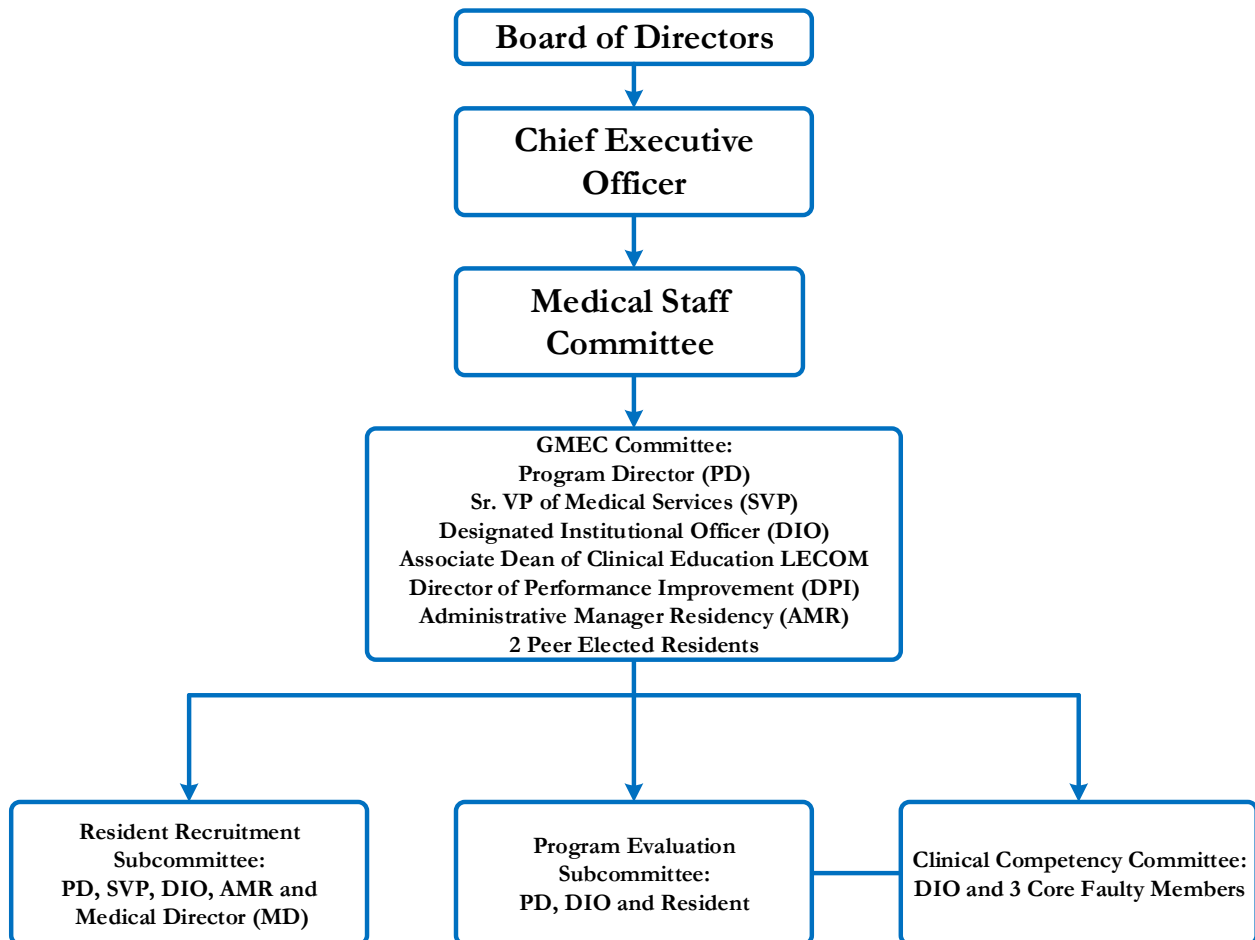 Board of Directors
Chief Executive
Officer
Medical Staff
Committee
GMEC Committee:
Program Director (PD)
Sr. VP of Medical Services (SVP)
Designated Institutional Officer (DIO)
Associate Dean of Clinical Education LECOM
Director of Performance Improvement (DPI)
Administrative Manager Residency (AMR)
2 Peer Elected Residents
Resident Recruitment
Subcommittee:
PD, SVP, DIO, AMR and
Medical Director (MD)
Program Evaluation
Subcommittee:
PD, DIO and Resident
Clinical Competency Committee:
DIO and 3 Core Faulty Members